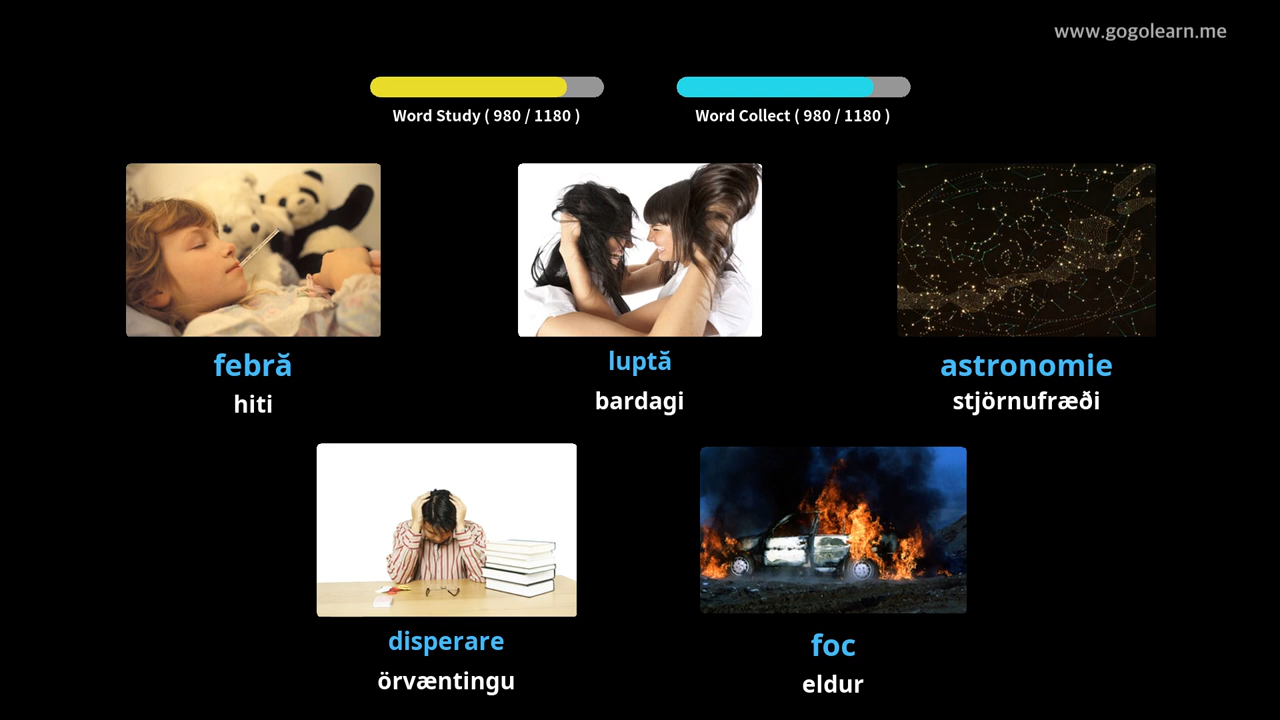 www.gogolearn.me
Word Study ( 980 / 1180 )
Word Collect ( 980 / 1180 )
febră
hiti
luptă
bardagi
astronomie
stjörnufræði
disperare
örvæntingu
foc
eldur